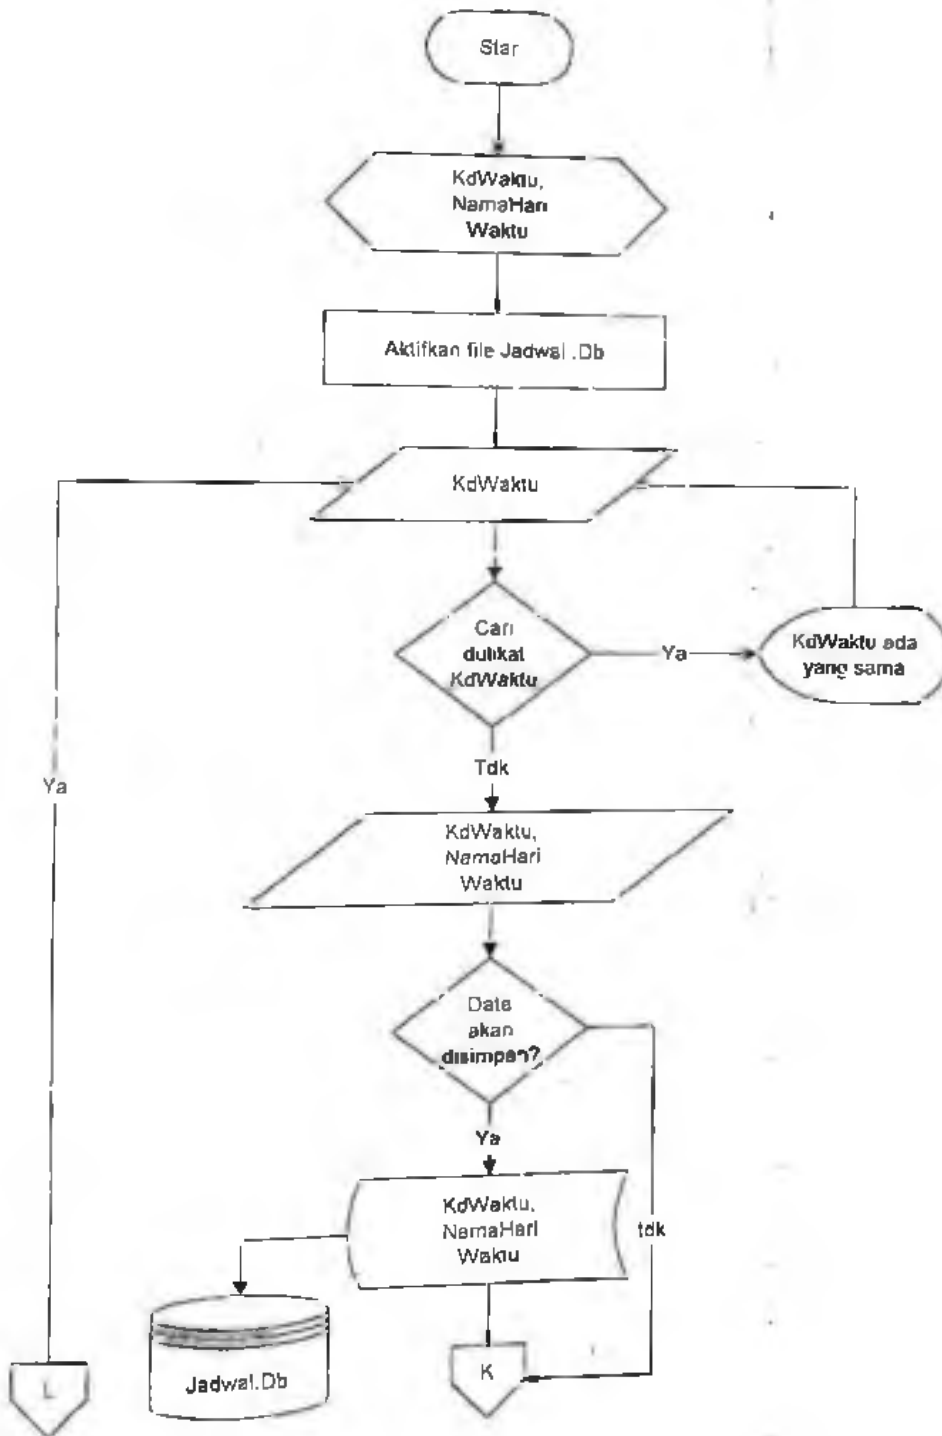 Star
KdWaktu,
NamaHari
Waktu
Aktifkan file Jadwal .Db
KdWaktu
Cari
dulikat
KdWaktu
Ya
KdWaktu ada
yang sama
Ya
Tdk
KdWaktu,
NamaHari
Waktu
Data
akan
disimpan?
Ya
KdWaktu,
NamaHari
Waktu
tdk
Jadwal.Db
K
L